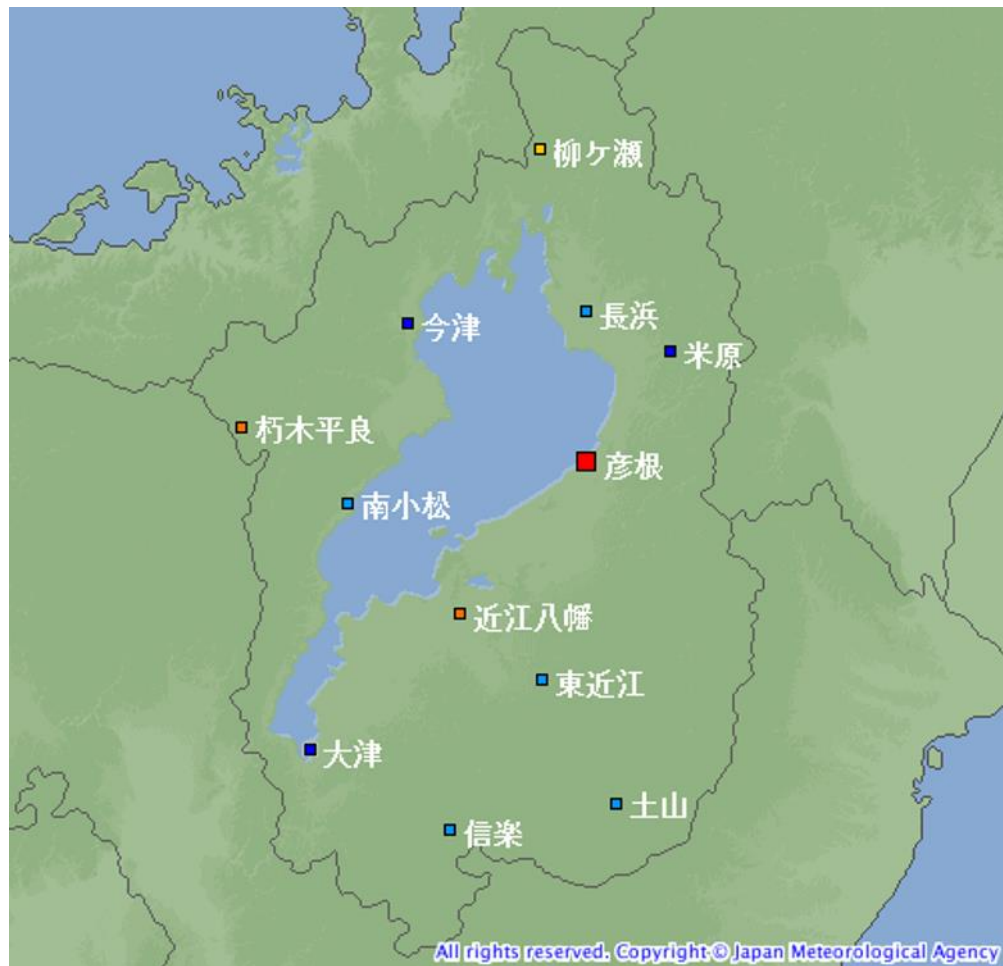 柳ケ瀬
長浜
今津
米原
朽木平良
彦根
南小松
近江八幡
東近江
大津
土山
信楽
All rights reserved. Copyright © Japan Meteorological Agency